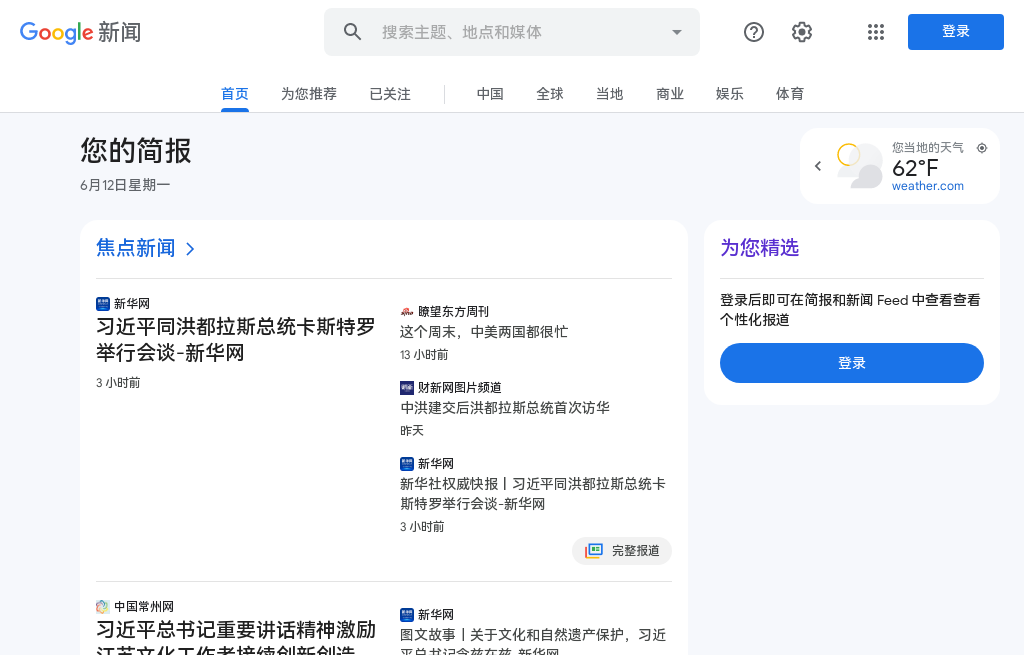 Google 新闻
搜索主题、地点和媒体
登录
首页
为您推荐
已关注
中国
全球
当地
商业
娱乐
体育
您的简报
6月12日星期一
您当地的天气
62°F
weather.com
焦点新闻
新华网
习近平同洪都拉斯总统卡斯特罗
举行会谈-新华网
3 小时前
瞭望东方周刊
这个周末，中美两国都很忙
13 小时前
财新网图片频道
中洪建交后洪都拉斯总统首次访华
昨天
新华网
新华社权威快报丨习近平同洪都拉斯总统卡
斯特罗举行会谈-新华网
3 小时前
完整报道
中国常州网
习近平总书记重要讲话精神激励
江苏文化工作者接续创新创造
新华网
图文故事丨关于文化和自然遗产保护，习近
平总书记念兹在兹-新华网
为您精选
登录后即可在简报和新闻 Feed 中查看查看
个性化报道
登录